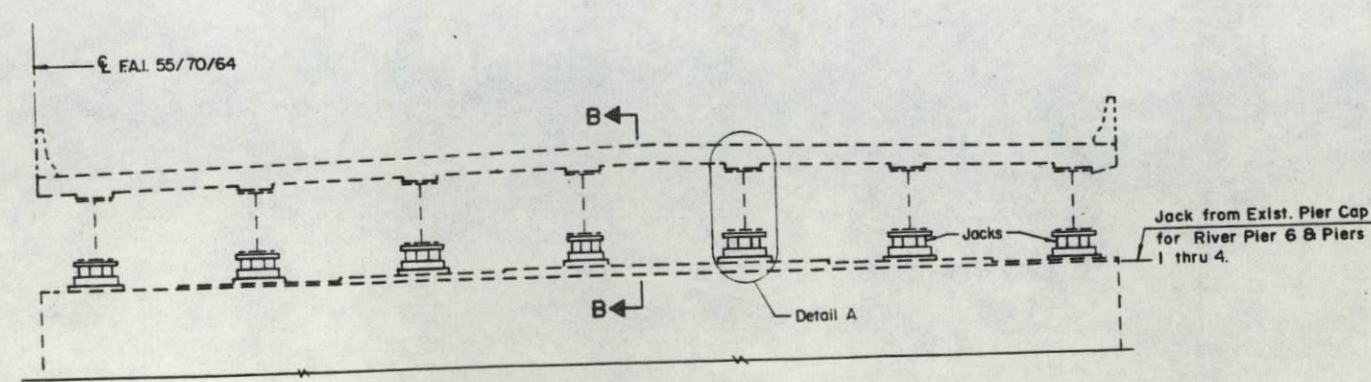 ℄ F.A.I. 55/70/64
B
Jack from Exist. Pier Cap
for River Pier 6 & Piers
1 thru 4.
Jacks
B
Detail A